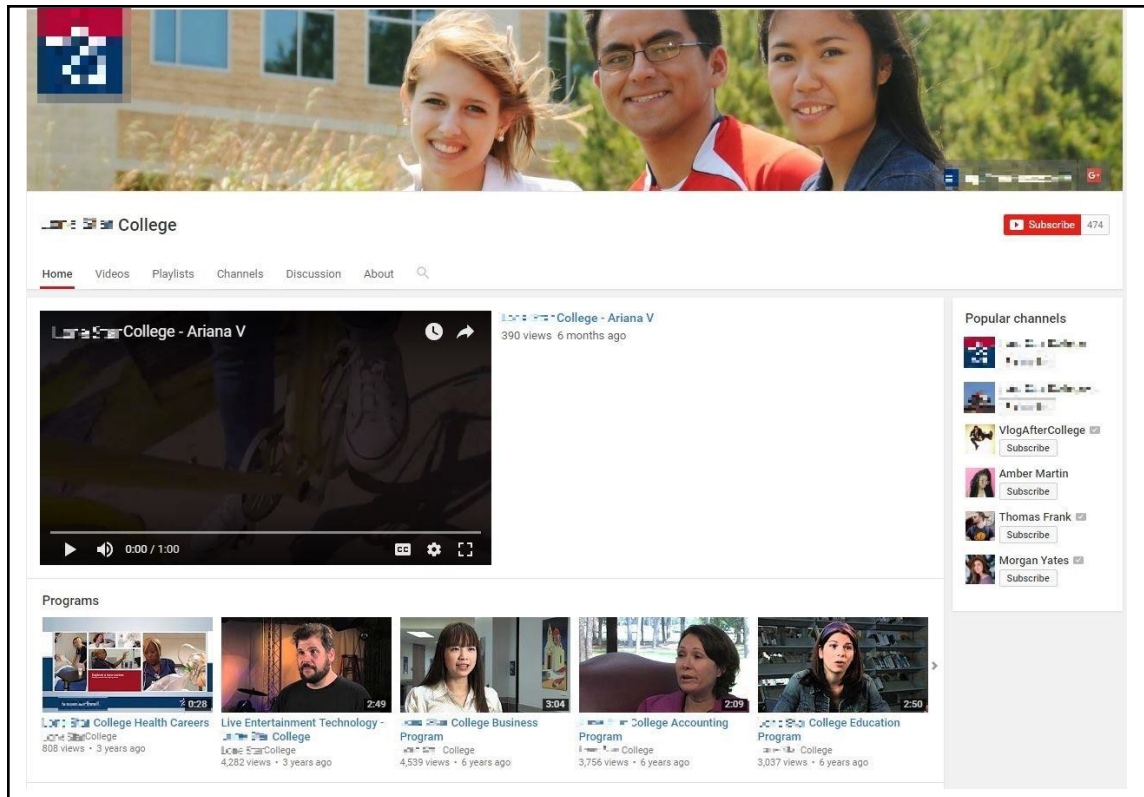 College
Subscribe 474
Home Videos Playlists Channels Discussion About
College - Ariana V
0:00 / 1:00
College - Ariana V
390 views 6 months ago
Popular channels
VlogAfterCollege
Subscribe
Amber Martin
Subscribe
Thomas Frank
Subscribe
Morgan Yates
Subscribe
Programs
0:28
2:49
3:04
2:09
2:50
College Health Careers
College
808 views • 3 years ago
Live Entertainment Technology -
College
College
4,282 views • 3 years ago
College Business
Program
College
4,539 views • 6 years ago
College Accounting
Program
College
3,756 views • 6 years ago
College Education
Program
College
3,037 views • 6 years ago